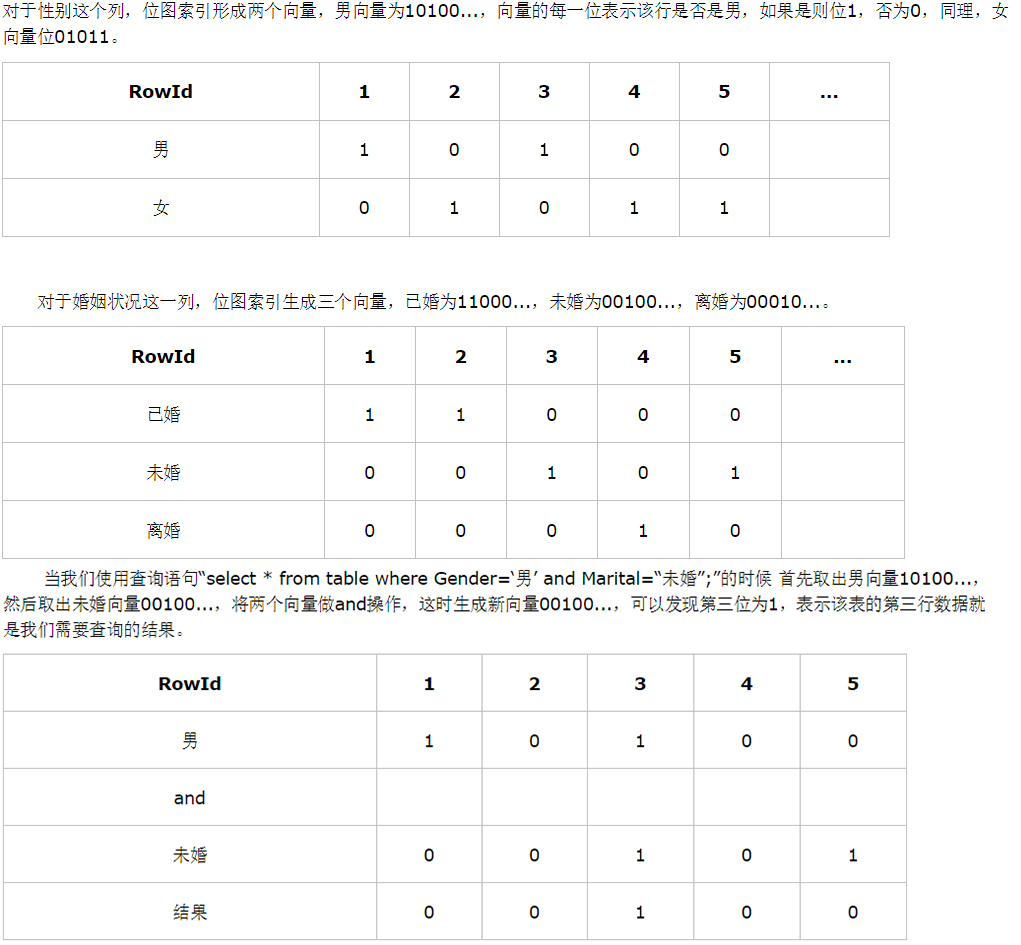 对于性别这个列，位图索引形成两个向量，男向量为10100...，向量的每一位表示该行是否是男，如果是则位1，否为0，同理，女
向量位01011。
RowId 1 2 3 4 5 ...
男 1 0 1 0 0
女 0 1 0 1 1
对于婚姻状况这一列，位图索引生成三个向量，已婚为11000...，未婚为00100...，离婚为00010...。
RowId 1 2 3 4 5 ...
已婚 1 1 0 0 0
未婚 0 0 1 0 1
离婚 0 0 0 1 0
当我们使用查询语句“select * from table where Gender=‘男’ and Marital=“未婚”;”的时候 首先取出男向量10100...，
然后取出未婚向量00100...，将两个向量做and操作，这时生成新向量00100...，可以发现第三位为1，表示该表的第三行数据就
是我们需要查询的结果。
RowId 1 2 3 4 5
男 1 0 1 0 0
and
未婚 0 0 1 0 1
结果 0 0 1 0 0